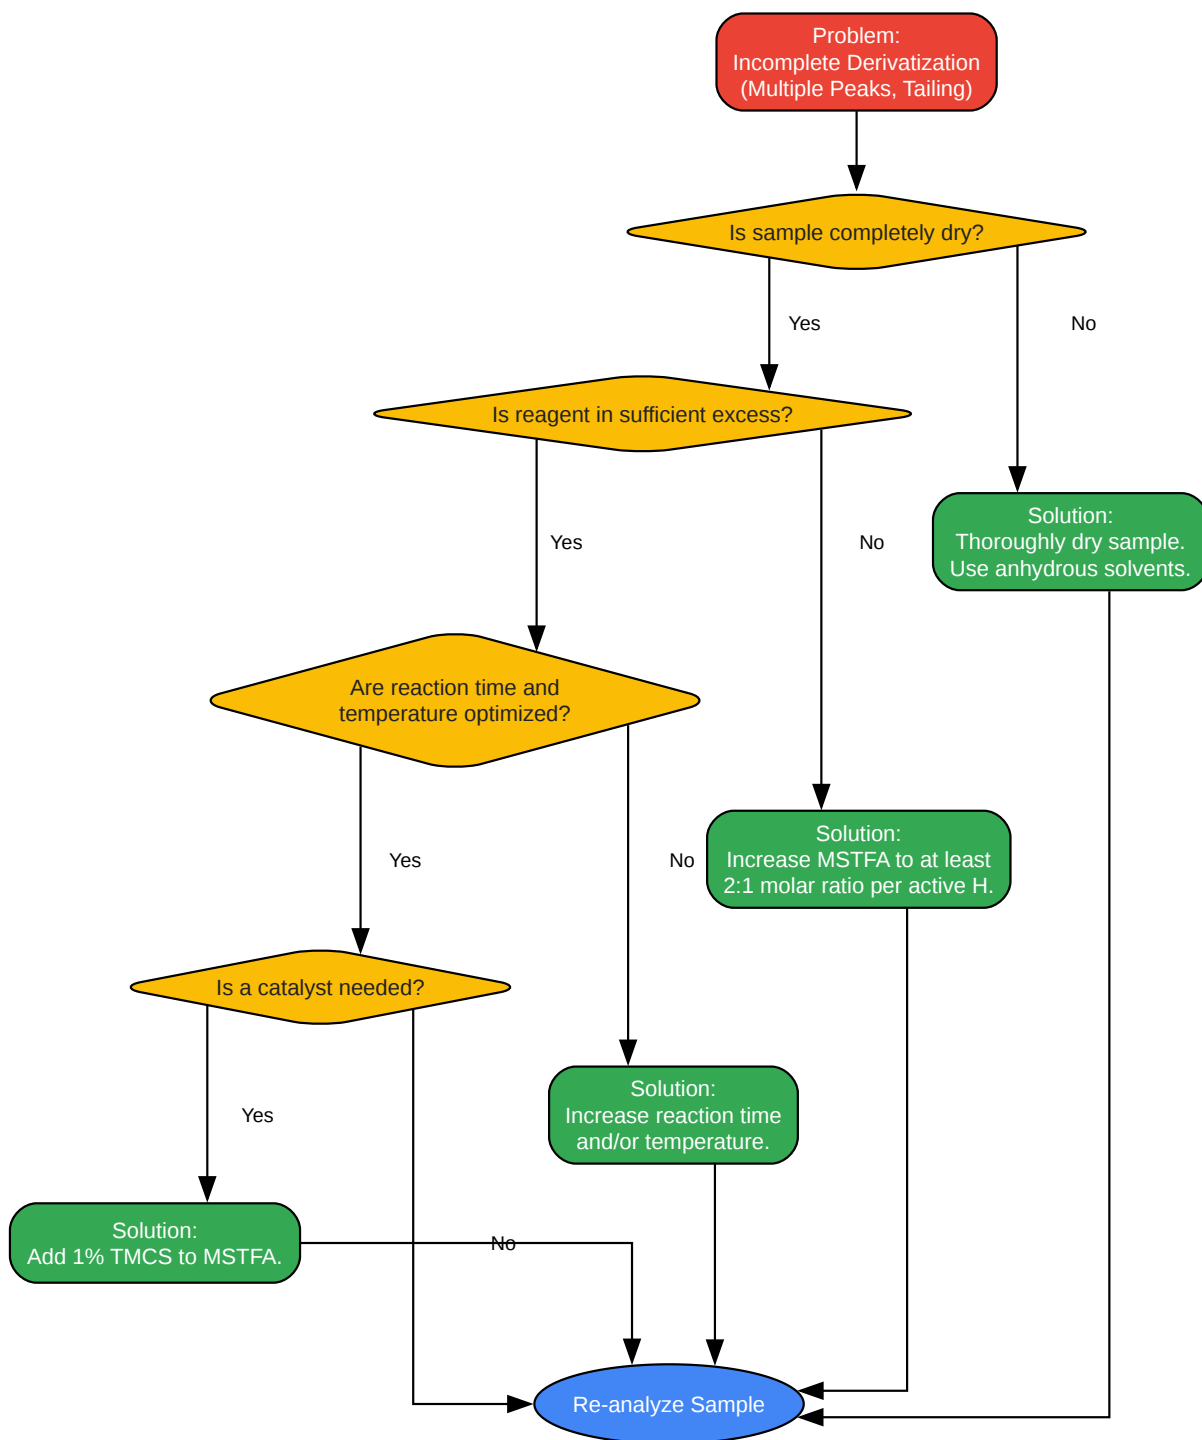 Problem:
Incomplete Derivatization
(Multiple Peaks, Tailing)
Is sample completely dry?
Yes
No
Is reagent in sufficient excess?
Yes
No
Solution:
Thoroughly dry sample.
Use anhydrous solvents.
Are reaction time and
temperature optimized?
Yes
No
Solution:
Increase MSTFA to at least
2:1 molar ratio per active H.
Is a catalyst needed?
Yes
No
Solution:
Increase reaction time
and/or temperature.
Solution:
Add 1% TMCS to MSTFA.
Re-analyze Sample